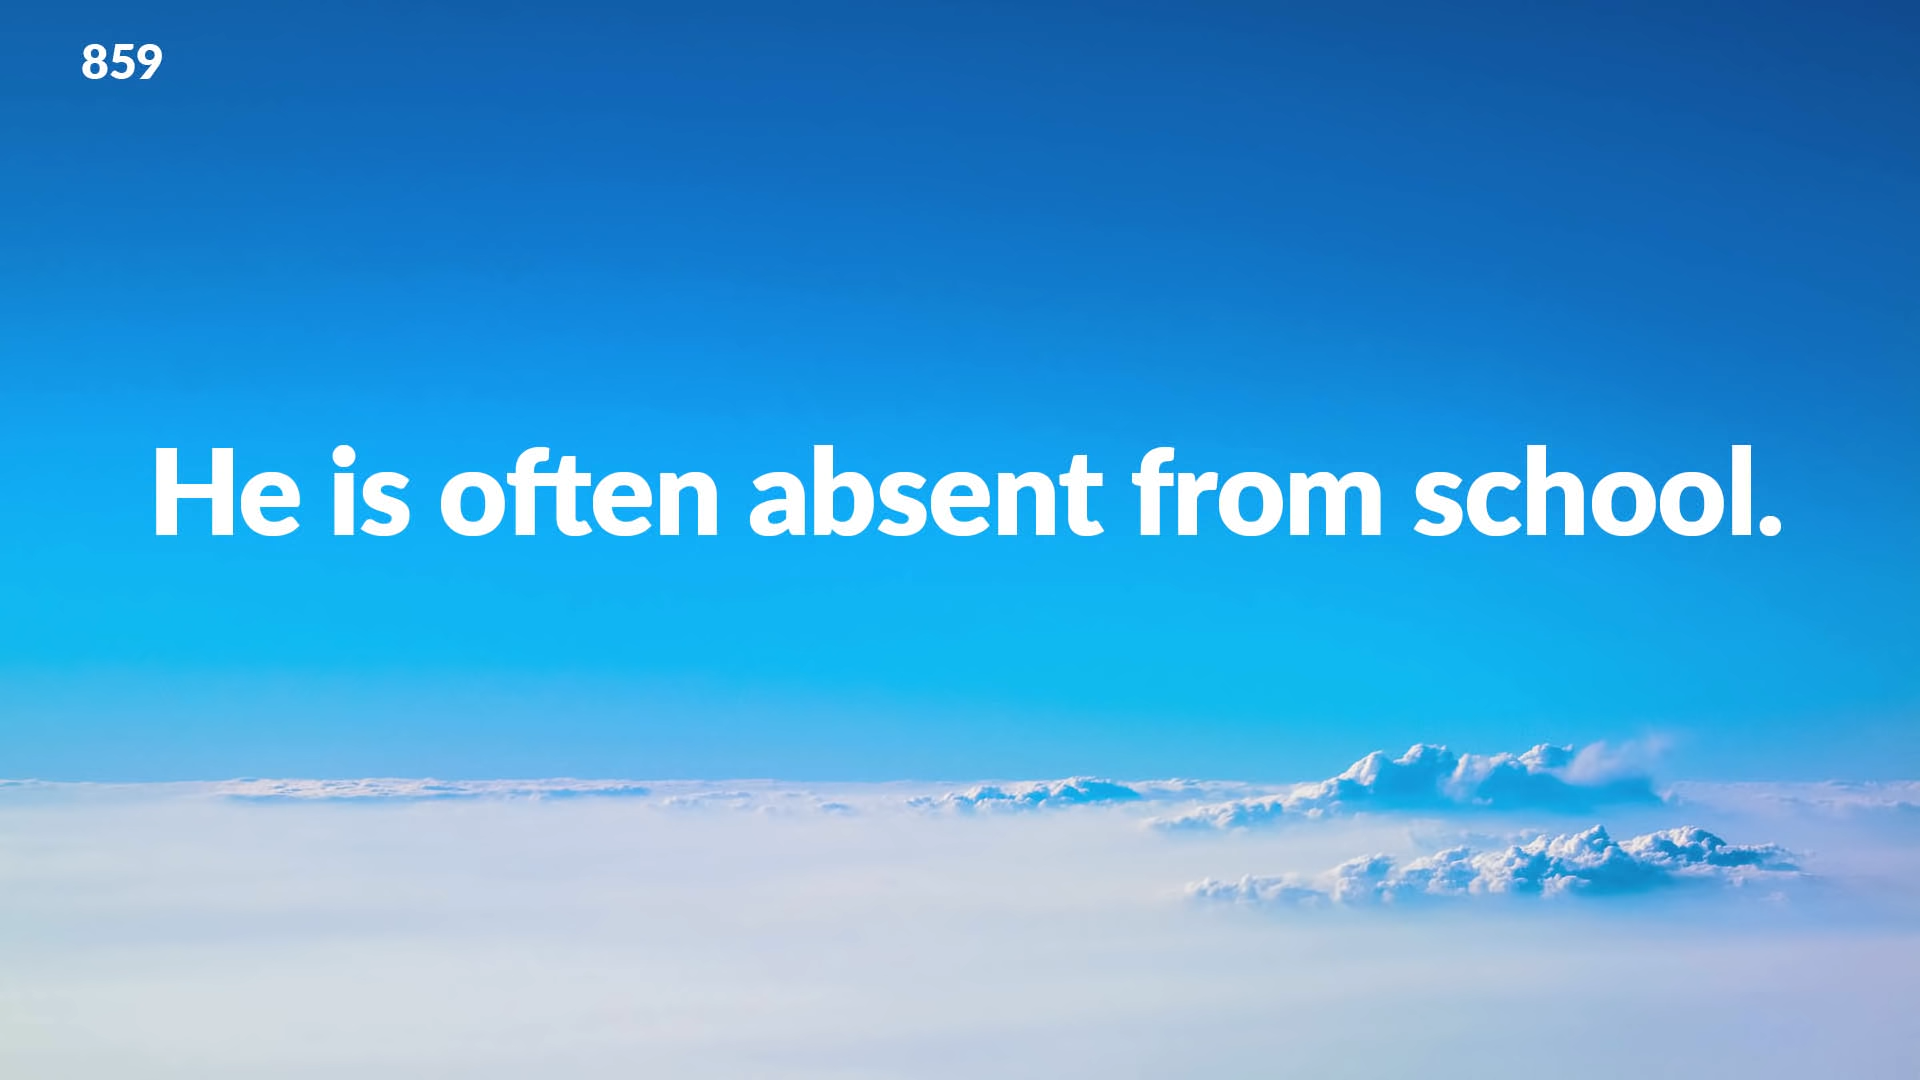 859
He is often absent from school.